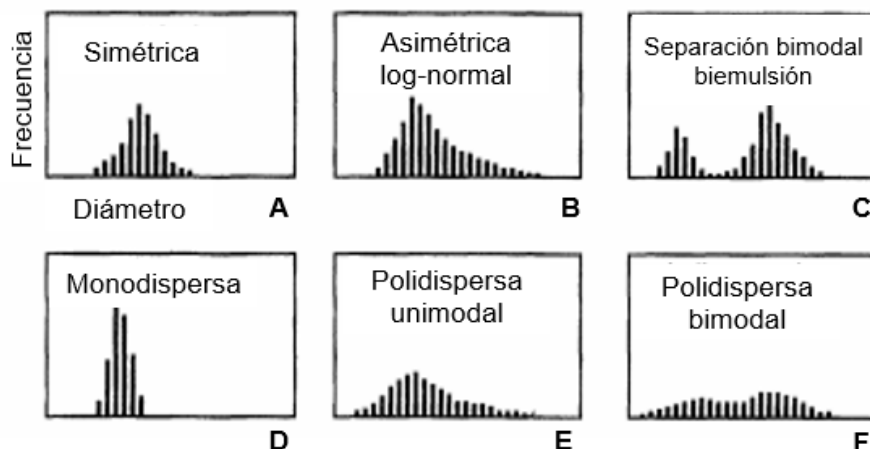 Frecuencia
Simétrica
Diámetro
A
Asimétrica
log-normal
B
Separación bimodal
biemulsión
C
Monodispersa
D
Polidispersa
unimodal
E
Polidispersa
bimodal
F